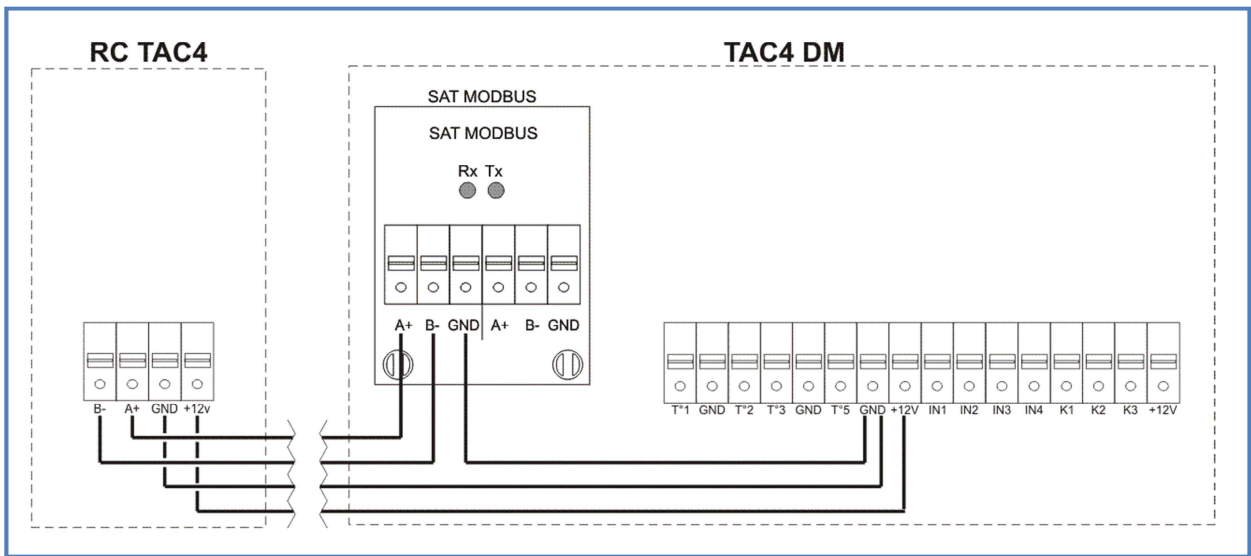 RC TAC4
TAC4 DM
SAT MODBUS
SAT MODBUS
Rx Tx
A+ B- GND A+ B- GND
B- A+ GND +12v
T°1 GND T°2 T°3 GND T°5 GND +12V IN1 IN2 IN3 IN4 K1 K2 K3 +12V